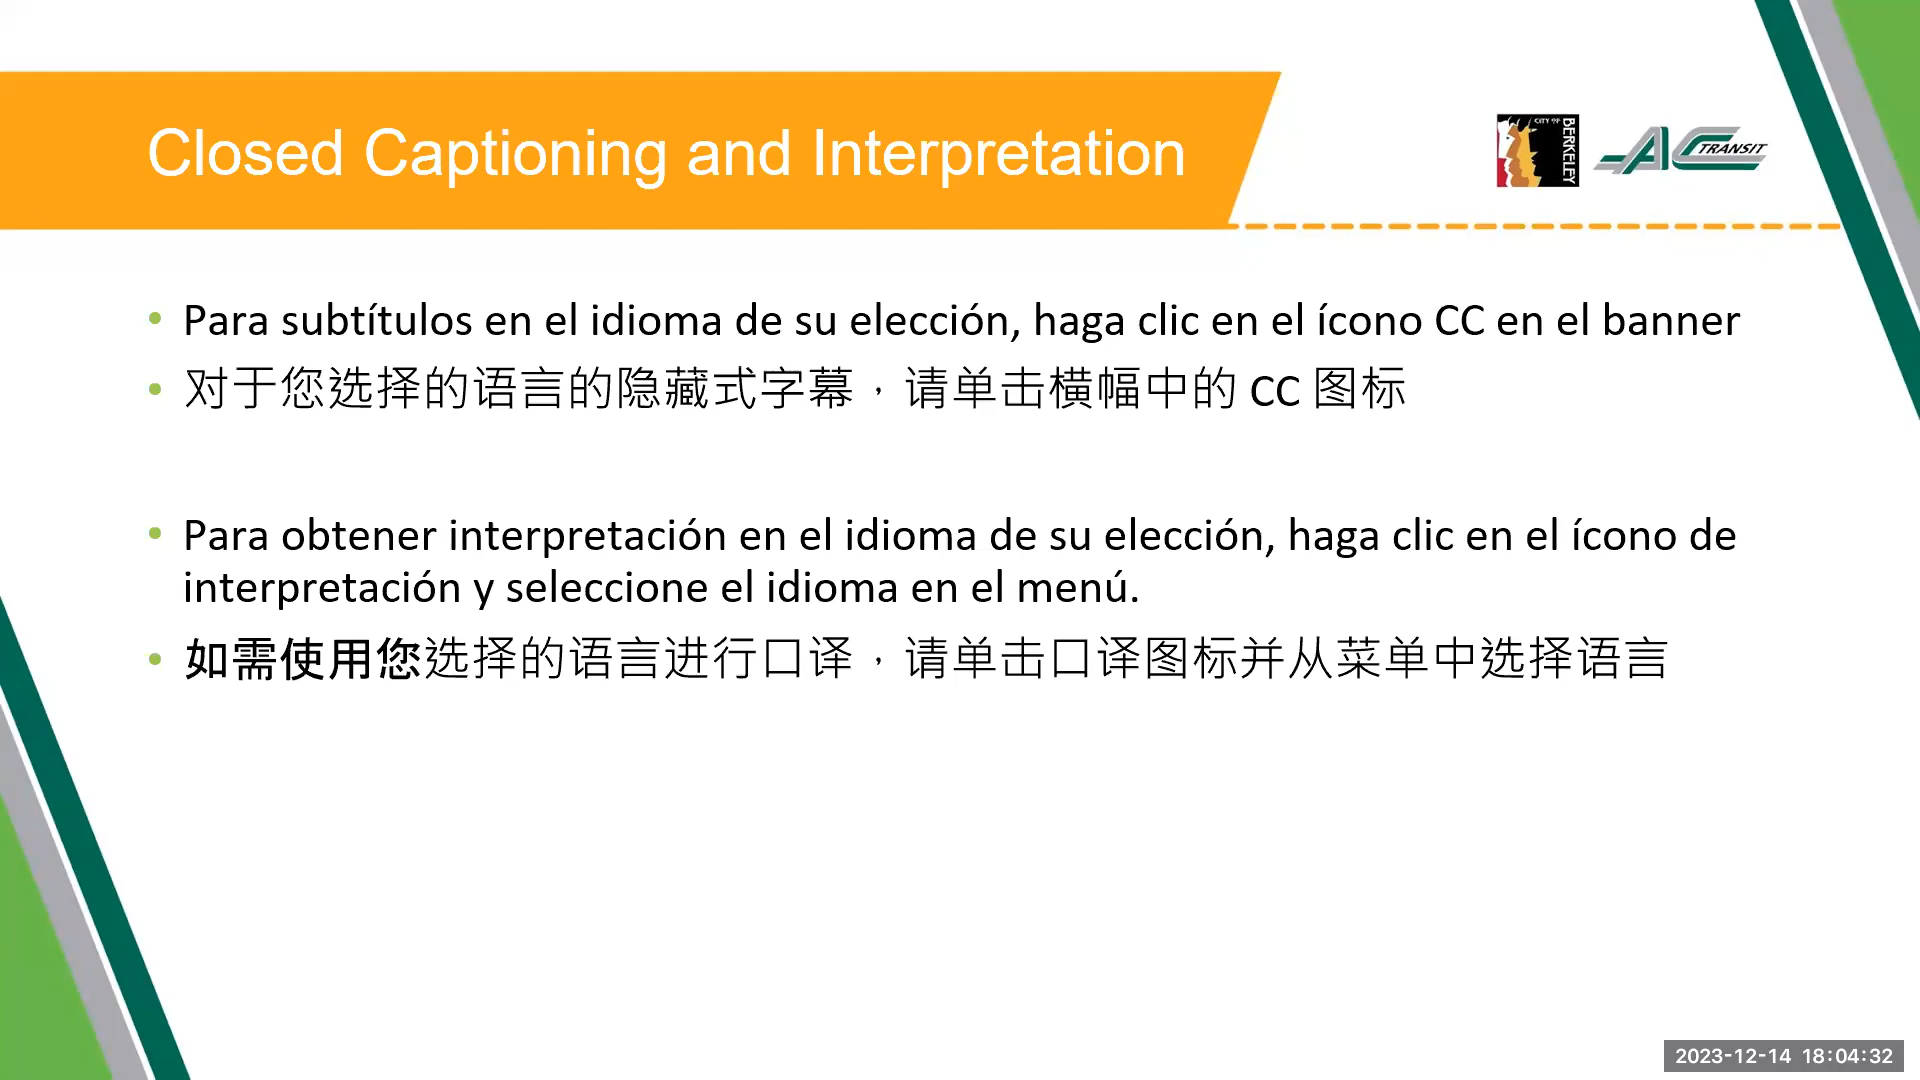 Closed Captioning and Interpretation
CITY OF
BERKELEY
AC TRANSIT
• Para subtítulos en el idioma de su elección, haga clic en el ícono CC en el banner
• 对于您选择的语言的隐藏式字幕，请单击横幅中的 CC 图标
• Para obtener interpretación en el idioma de su elección, haga clic en el ícono de
interpretación y seleccione el idioma en el menú.
• 如需使用您选择的语言进行口译，请单击口译图标并从菜单中选择语言
2023-12-14 18:04:32